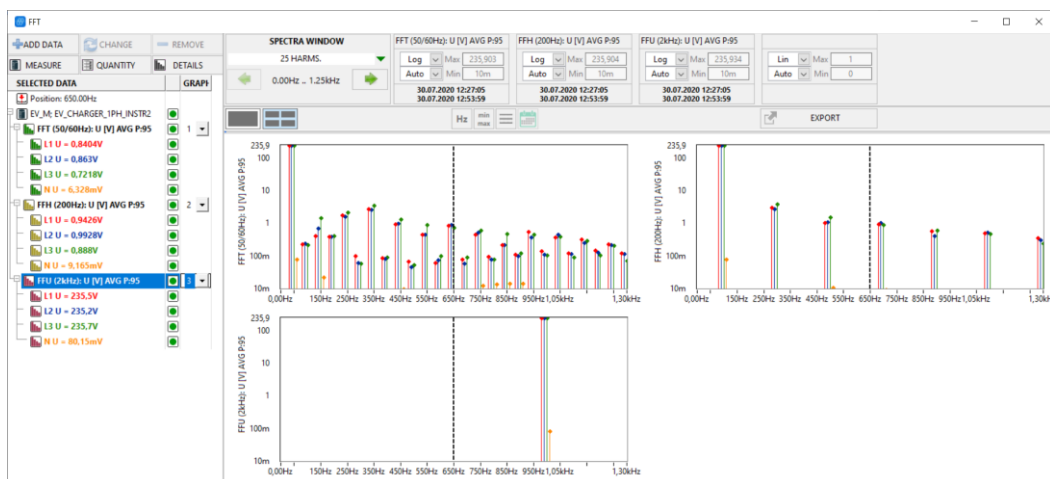 FFT
ADD DATA CHANGE REMOVE
MEASURE QUANTITY DETAILS
SELECTED DATA GRAPH
Position: 650.00Hz
EV_M; EV_CHARGER_1PH_INSTR2
FFT (50/60Hz): U [V] AVG P:95 1
L1 U = 0,8404V
L2 U = 0,863V
L3 U = 0,7218V
N U = 6,328mV
FFH (200Hz): U [V] AVG P:95 2
L1 U = 0,9426V
L2 U = 0,9928V
L3 U = 0,888V
N U = 9,165mV
FFU (2kHz): U [V] AVG P:95 3
L1 U = 235,5V
L2 U = 235,2V
L3 U = 235,7V
N U = 80,15mV
SPECTRA WINDOW
25 HARMS.
0.00Hz .. 1.25kHz
FFT (50/60Hz): U [V] AVG P:95
Log Max 235,903
Auto Min 10m
30.07.2020 12:27:05
30.07.2020 12:53:59
FFH (200Hz): U [V] AVG P:95
Log Max 235,904
Auto Min 10m
30.07.2020 12:27:05
30.07.2020 12:53:59
FFU (2kHz): U [V] AVG P:95
Log Max 235,934
Auto Min 10m
30.07.2020 12:27:05
30.07.2020 12:53:59
Lin Max 1
Auto Min 0
Hz min max
EXPORT
FFT (50/60Hz): U [V] AVG P:95
235,9
100
10
1
100m
10m
0,00Hz 150Hz 250Hz 350Hz 450Hz 550Hz 650Hz 750Hz 850Hz 950Hz 1,05kHz 1,30kHz
FFH (200Hz): U [V] AVG P:95
235,9
100
10
1
100m
10m
0,00Hz 150Hz 250Hz 350Hz 450Hz 550Hz 650Hz 750Hz 850Hz 950Hz 1,05kHz 1,30kHz
FFU (2kHz): U [V] AVG P:95
235,9
100
10
1
100m
10m
0,00Hz 150Hz 250Hz 350Hz 450Hz 550Hz 650Hz 750Hz 850Hz 950Hz 1,05kHz 1,30kHz